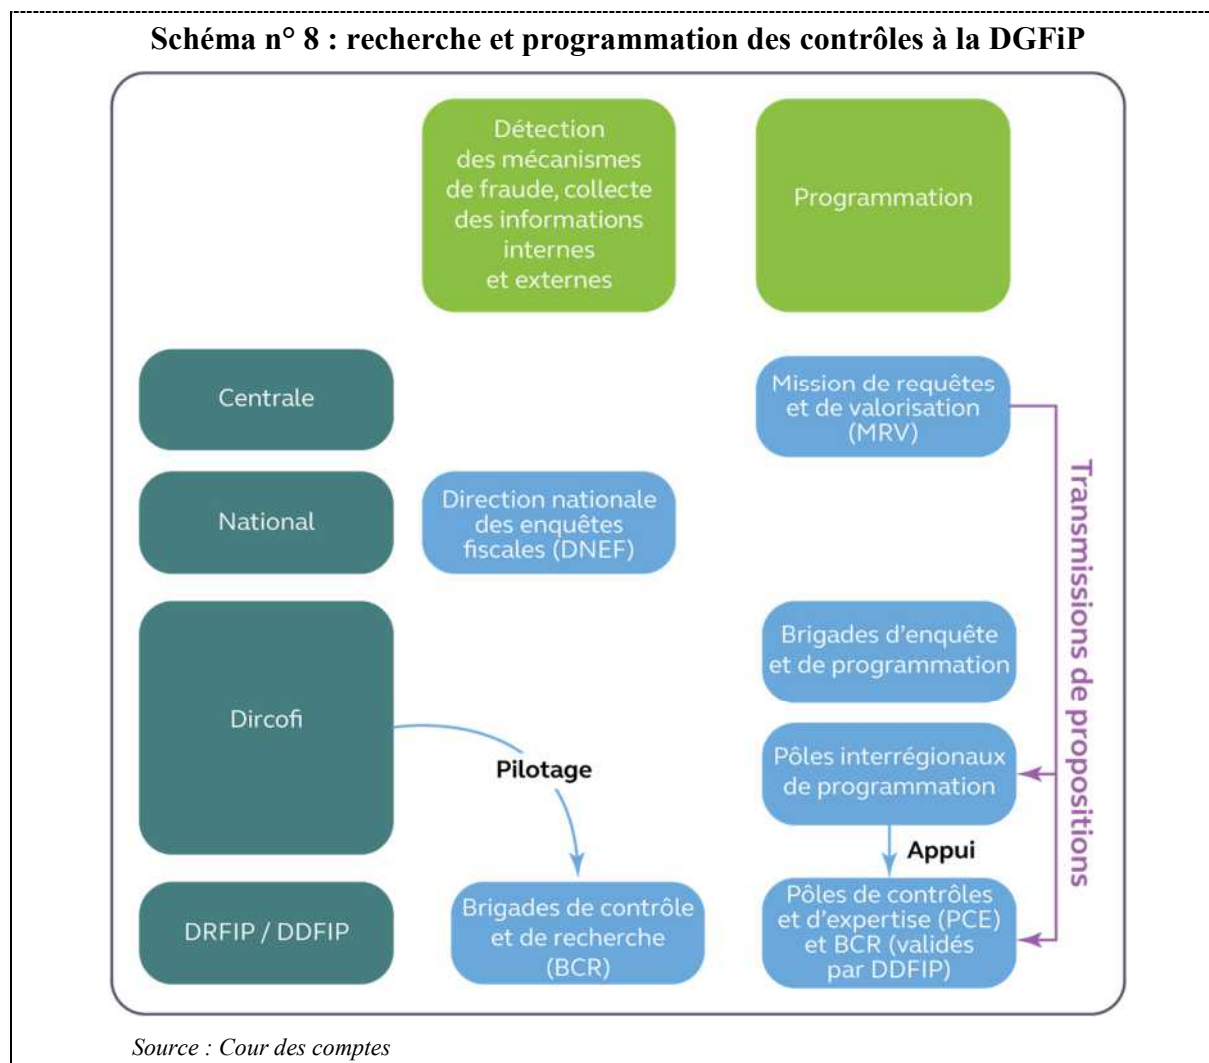 Schéma n° 8 : recherche et programmation des contrôles à la DGFiP
Détection
des mécanismes
de fraude, collecte
des informations
internes
et externes
Programmation
Centrale
Mission de requêtes
et de valorisation
(MRV)
National
Direction nationale
des enquêtes
fiscales (DNEF)
Dircofi
Brigades d'enquête
et de programmation
Pilotage
Pôles interrégionaux
de programmation
Appui
Transmissions de propositions
DRFIP / DDFIP
Brigades de contrôle
et de recherche
(BCR)
Pôles de contrôles
et d'expertise (PCE)
et BCR (validés
par DDFIP)
Source : Cour des comptes